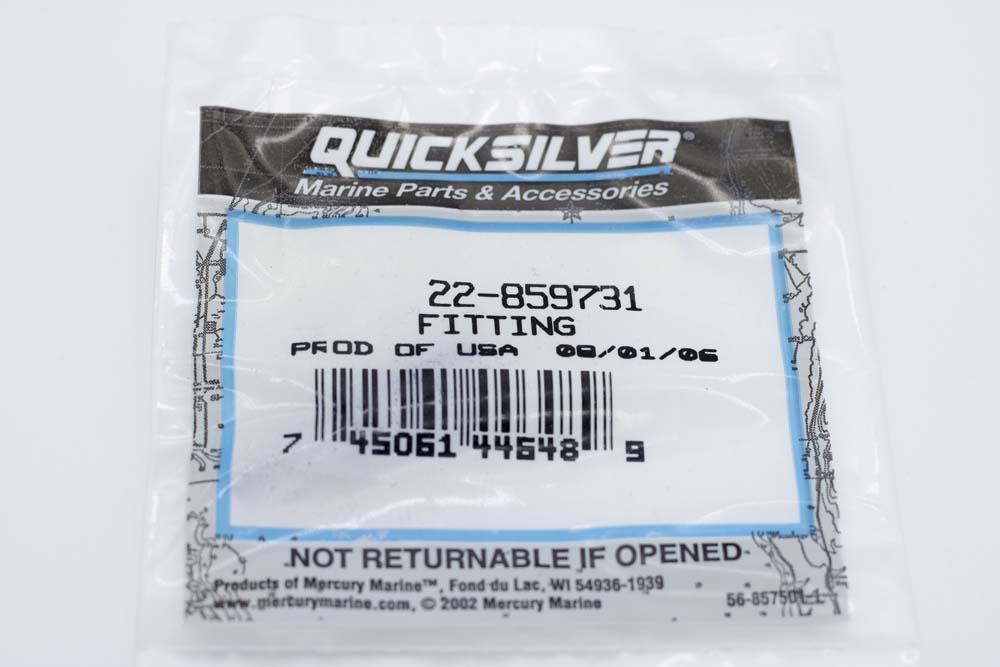 QUICKSILVER®
Marine Parts & Accessories
22-859731
FITTING
PROD OF USA 08/01/06
7 45061 44648 9
NOT RETURNABLE IF OPENED
Products of Mercury Marine™, Fond du Lac, WI 54936-1939
www.mercurymarine.com, © 2002 Mercury Marine
56-857501-1